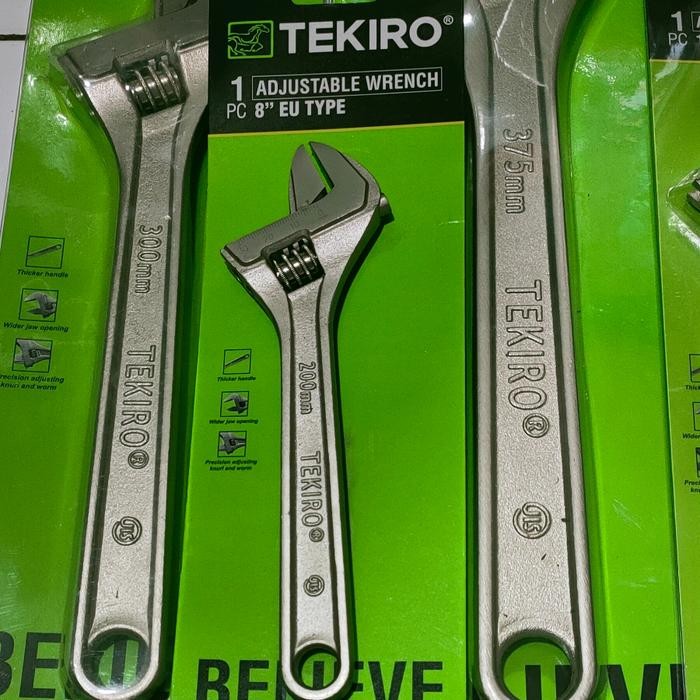 TEKIRO®
1 PC ADJUSTABLE WRENCH
8” EU TYPE
300mm
TEKIRO®
Thicker handle
Wider jaw opening
Precision adjusting
knurl and worm
200mm
TEKIRO®
Thicker handle
Wider jaw opening
Precision adjusting
knurl and worm
375mm
TEKIRO®
1
PC
BELIEVE